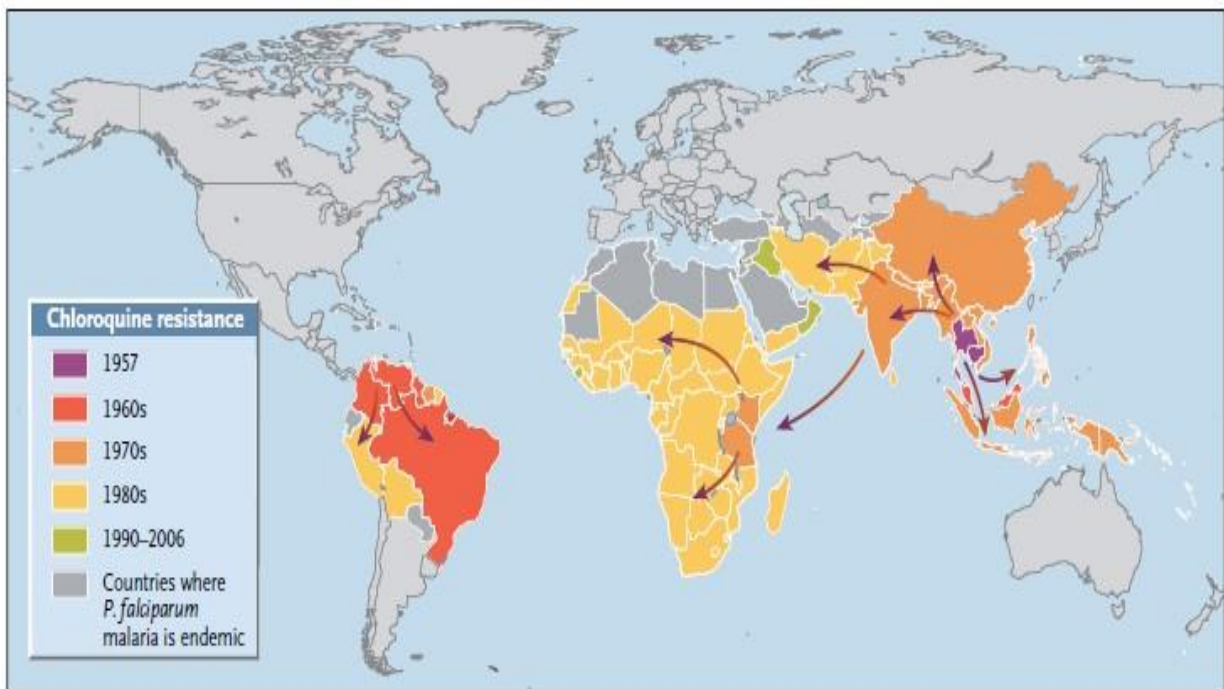 Chloroquine resistance
1957
1960s
1970s
1980s
1990–2006
Countries where
P. falciparum
malaria is endemic